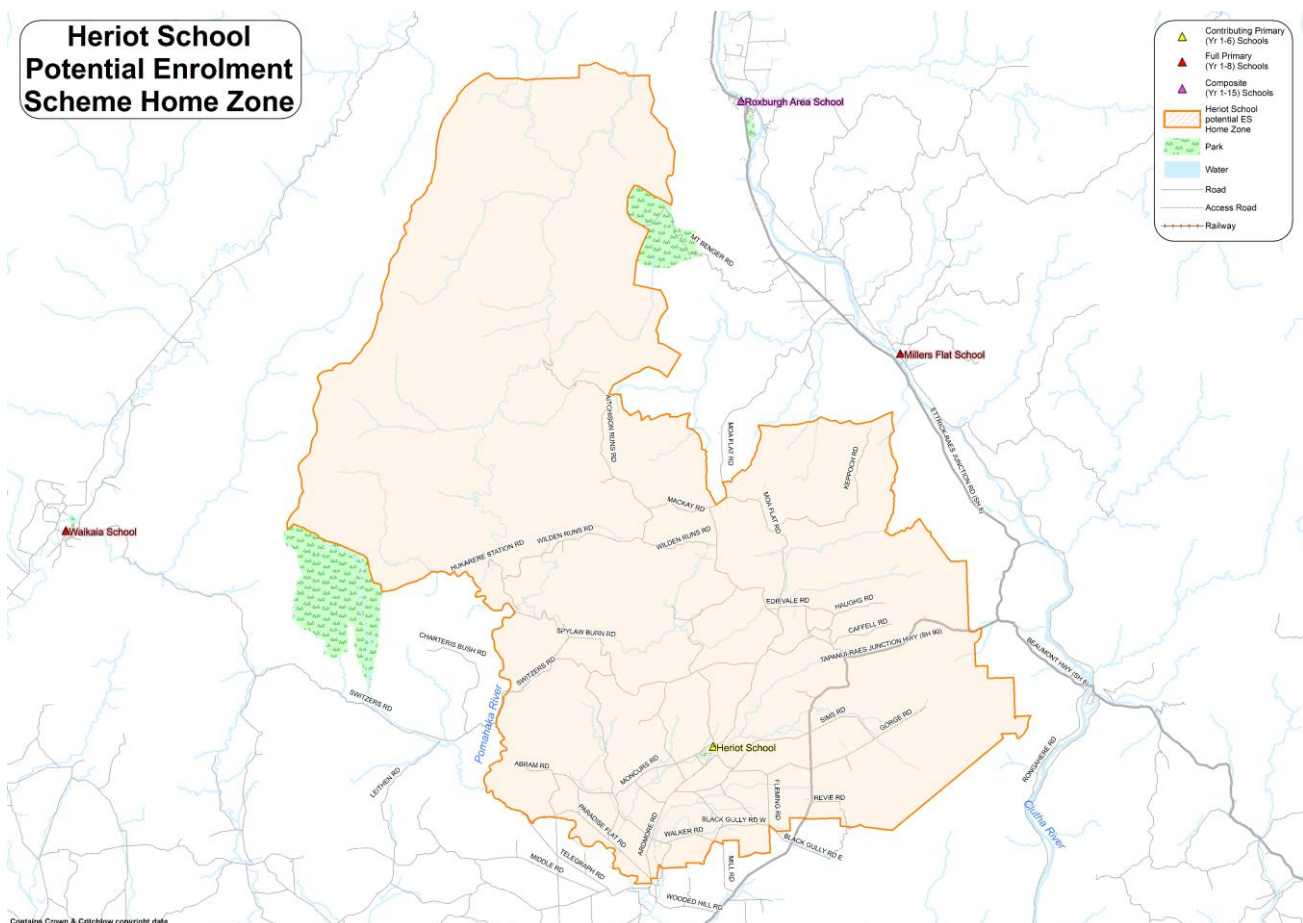 Heriot School
Potential Enrolment
Scheme Home Zone
Contributing Primary
(Yr 1-6) Schools
Full Primary
(Yr 1-8) Schools
Composite
(Yr 1-15) Schools
Heriot School
potential ES
Home Zone
Park
Water
Road
Access Road
Railway
Roxburgh Area School
MT BENGER RD
Millers Flat School
AITCHISON RUNS RD
MOA FLAT RD
ETTRICK-RAES JUNCTION RD (SH 8)
KEPPOCH RD
MACKAY RD
MOA FLAT RD
Waikaia School
WILDEN RUNS RD
WILDEN RUNS RD
HUKARERE STATION RD
EDIEVALE RD
HAUGHS RD
CAFFELL RD
SPYLAW BURN RD
TAPANUI-RAES JUNCTION HWY (SH 90)
CHARTERIS BUSH RD
SWITZERS RD
BEAUMONT HWY (SH 8)
SWITZERS RD
Pomahaka River
SIMS RD
GORGE RD
Heriot School
RONGAHERE RD
ABRAM RD
MONCURS RD
LEITHEN RD
FLEMING RD
REVIE RD
Clutha River
PARADISE FLAT RD
ARDMORE RD
BLACK GULLY RD W
WALKER RD
BLACK GULLY RD E
TELEGRAPH RD
MIDDLE RD
MILL RD
WOODED HILL RD
Contains Crown & Critchlow copyright data